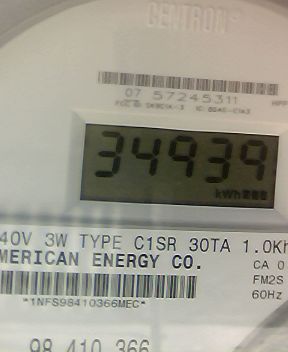 CENTRON®
07 57245311
34939
kWh
40V 3W TYPE C1SR 30TA 1.0Kh
MERICAN ENERGY CO.
CA 0
FM2S
60Hz
*1NFS98410366MEC*
98 410 366